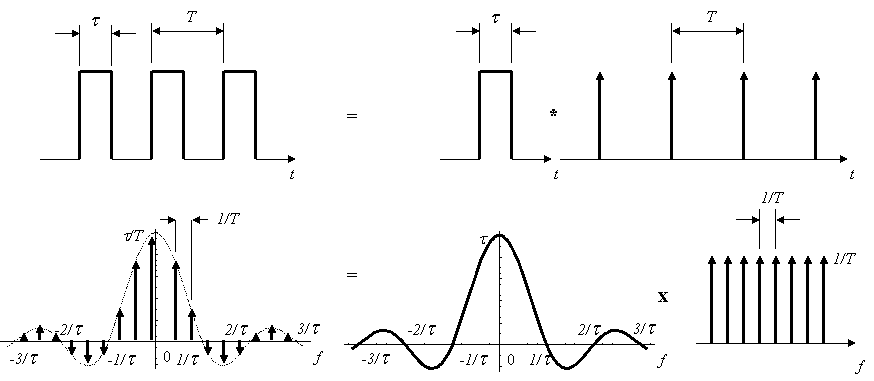 τ T τ T
= *
t t t
1/T 1/T
τ/T τ 1/T
= x
-2/τ 2/τ 3/τ -2/τ 2/τ 3/τ
-3/τ -1/τ 0 1/τ f -3/τ -1/τ 0 1/τ f f